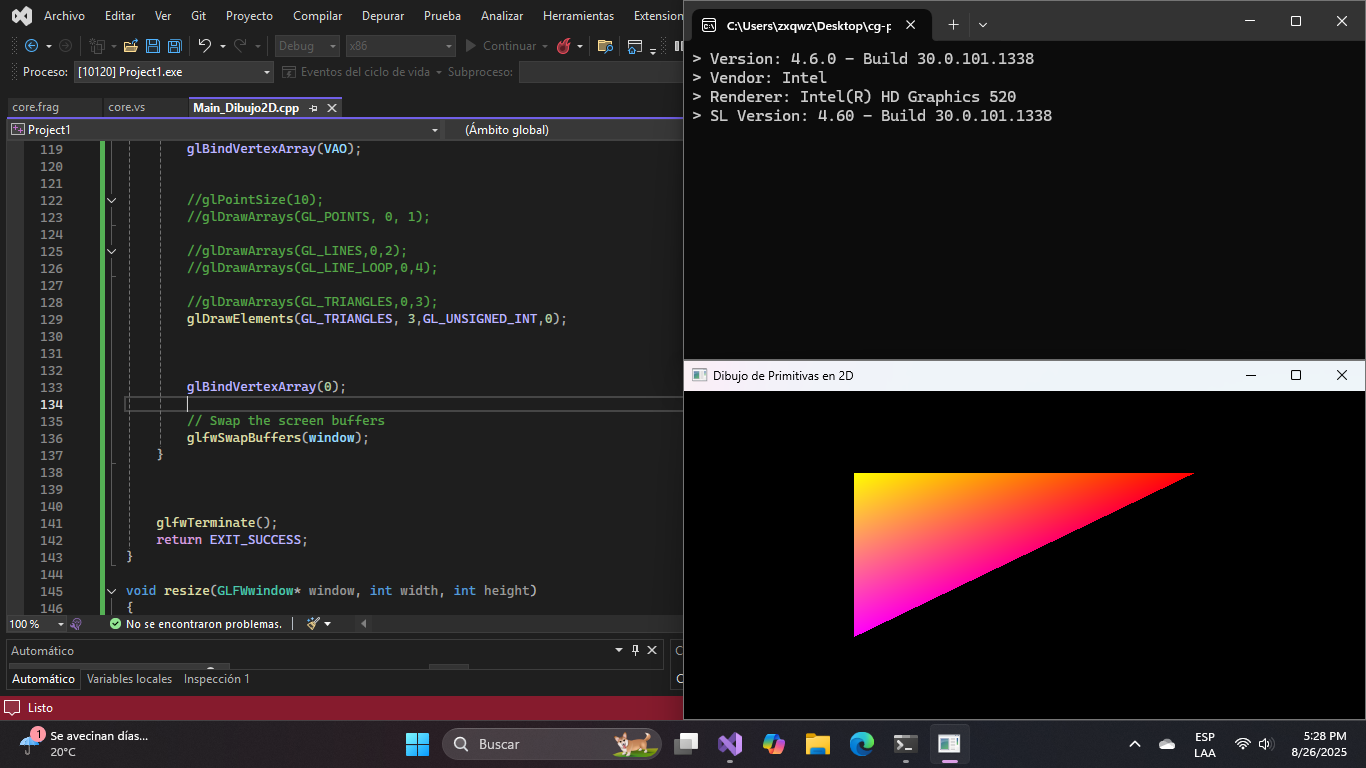 Archivo Editar Ver Git Proyecto Compilar Depurar Prueba Analizar Herramientas Extension
Debug x86 Continuar
Proceso: [10120] Project1.exe Eventos del ciclo de vida Subproceso:
core.frag core.vs Main_Dibujo2D.cpp
Project1 (Ámbito global)
119 glBindVertexArray(VAO);
120
121
122 //glPointSize(10);
123 //glDrawArrays(GL_POINTS, 0, 1);
124
125 //glDrawArrays(GL_LINES,0,2);
126 //glDrawArrays(GL_LINE_LOOP,0,4);
127
128 //glDrawArrays(GL_TRIANGLES,0,3);
129 glDrawElements(GL_TRIANGLES, 3,GL_UNSIGNED_INT,0);
130
131
132
133 glBindVertexArray(0);
134
135 // Swap the screen buffers
136 glfwSwapBuffers(window);
137 }
138
139
140
141 glfwTerminate();
142 return EXIT_SUCCESS;
143 }
144
145 void resize(GLFWwindow* window, int width, int height)
146 {
100 % No se encontraron problemas.
Automático
Automático Variables locales Inspección 1
Listo
C:\Users\zxqwz\Desktop\cg-p
> Version: 4.6.0 - Build 30.0.101.1338
> Vendor: Intel
> Renderer: Intel(R) HD Graphics 520
> SL Version: 4.60 - Build 30.0.101.1338
Dibujo de Primitivas en 2D
1
Se avecinan días...
20°C
Buscar
ESP
LAA
5:28 PM
8/26/2025